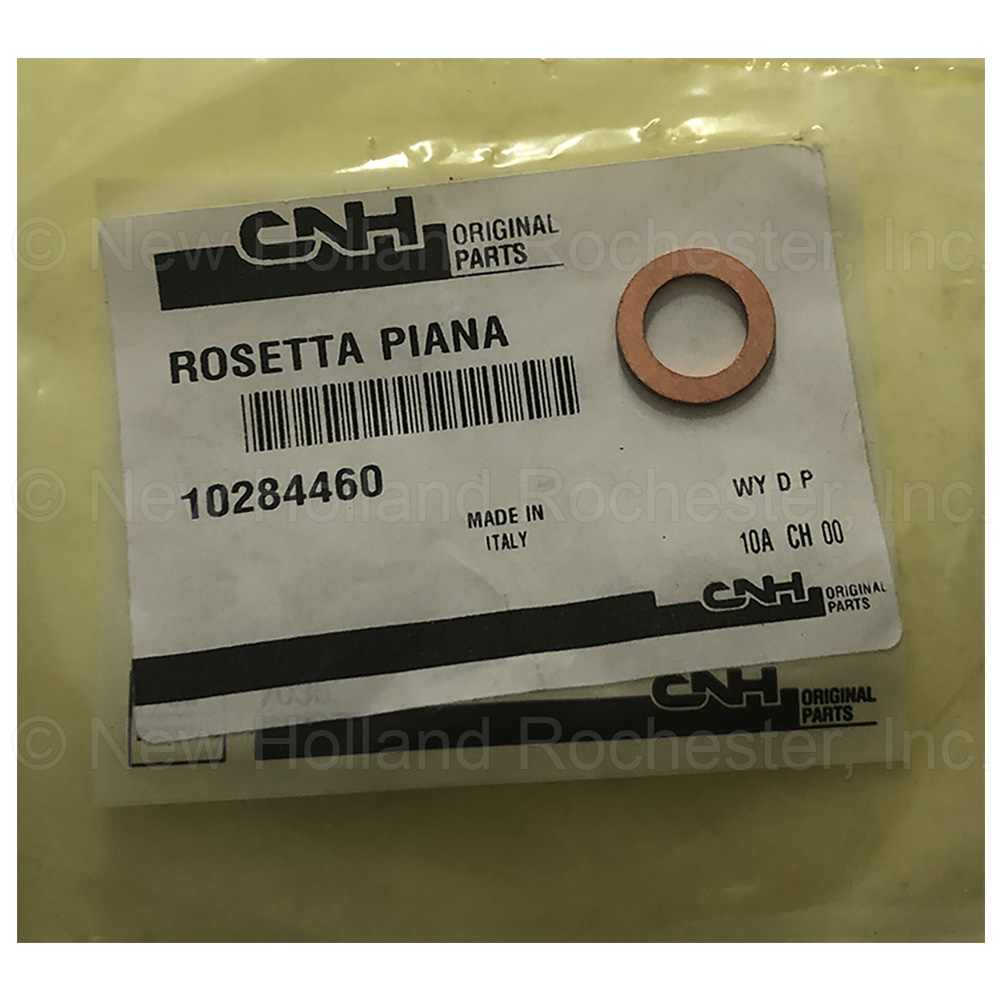 CNH ORIGINAL PARTS
© New Holland Rochester, Inc.
ROSETTA PIANA
10284460
WY D P
© New Holland Rochester, Inc.
MADE IN
ITALY
10A CH 00
CNH ORIGINAL PARTS
CNH ORIGINAL PARTS
© New Holland Rochester, Inc.